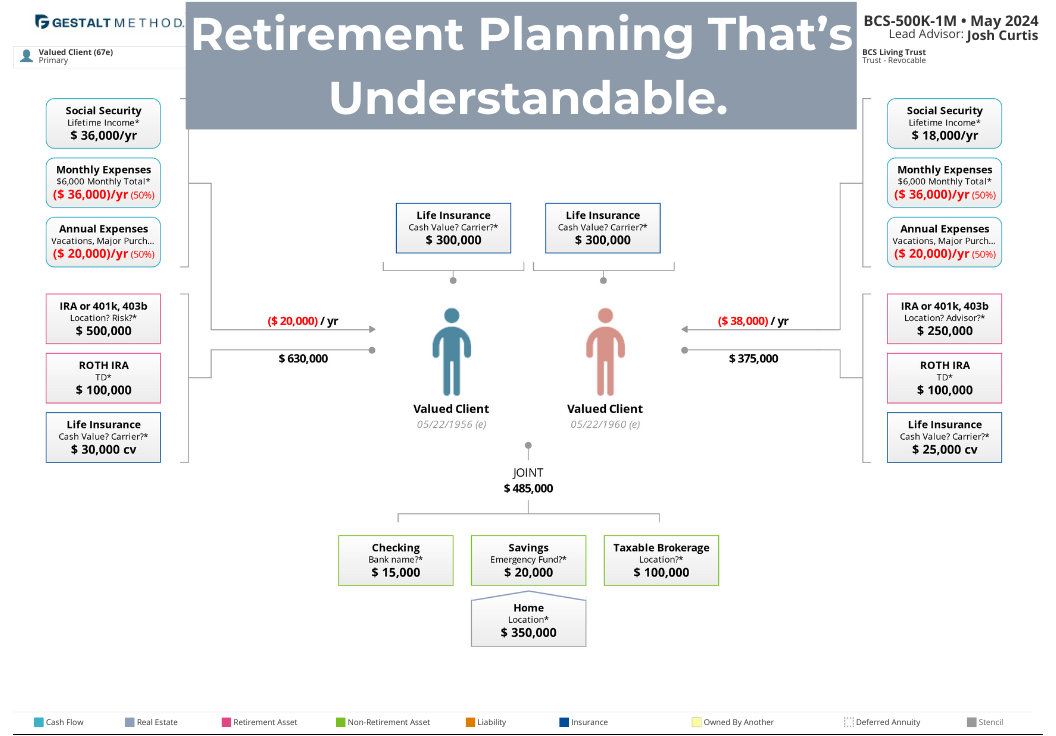 GESTALT METHOD.
Retirement Planning That's
Understandable.
BCS-500K-1M • May 2024
Lead Advisor: Josh Curtis
Valued Client (67e)
Primary
BCS Living Trust
Trust - Revocable
Social Security
Lifetime Income*
$ 36,000/yr
Monthly Expenses
$6,000 Monthly Total*
($ 36,000)/yr (50%)
Annual Expenses
Vacations, Major Purch...
($ 20,000)/yr (50%)
IRA or 401k, 403b
Location? Risk?*
$ 500,000
ROTH IRA
TD*
$ 100,000
Life Insurance
Cash Value? Carrier?*
$ 30,000 cv
($ 20,000) / yr
$ 630,000
Life Insurance
Cash Value? Carrier?*
$ 300,000
Life Insurance
Cash Value? Carrier?*
$ 300,000
Valued Client
05/22/1956 (e)
Valued Client
05/22/1960 (e)
($ 38,000) / yr
$ 375,000
Social Security
Lifetime Income*
$ 18,000/yr
Monthly Expenses
$6,000 Monthly Total*
($ 36,000)/yr (50%)
Annual Expenses
Vacations, Major Purch...
($ 20,000)/yr (50%)
IRA or 401k, 403b
Location? Advisor?*
$ 250,000
ROTH IRA
TD*
$ 100,000
Life Insurance
Cash Value? Carrier?*
$ 25,000 cv
JOINT
$ 485,000
Checking
Bank name?*
$ 15,000
Savings
Emergency Fund?*
$ 20,000
Taxable Brokerage
Location?*
$ 100,000
Home
Location*
$ 350,000
Cash Flow
Real Estate
Retirement Asset
Non-Retirement Asset
Liability
Insurance
Owned By Another
Deferred Annuity
Stencil